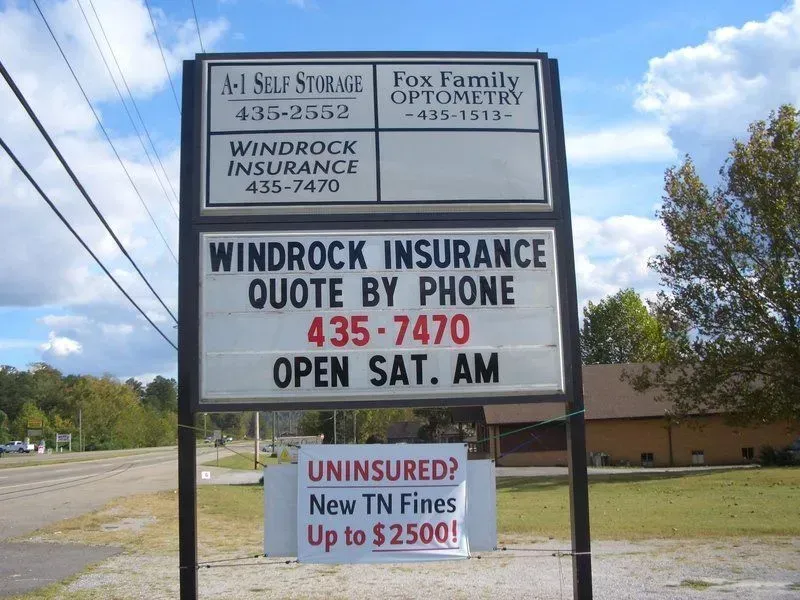 A-1 SELF STORAGE
435-2552
FOX FAMILY
OPTOMETRY
-435-1513-
WINDROCK
INSURANCE
435-7470
WINDROCK INSURANCE
QUOTE BY PHONE
435-7470
OPEN SAT. AM
UNINSURED?
New TN Fines
Up to $2500!